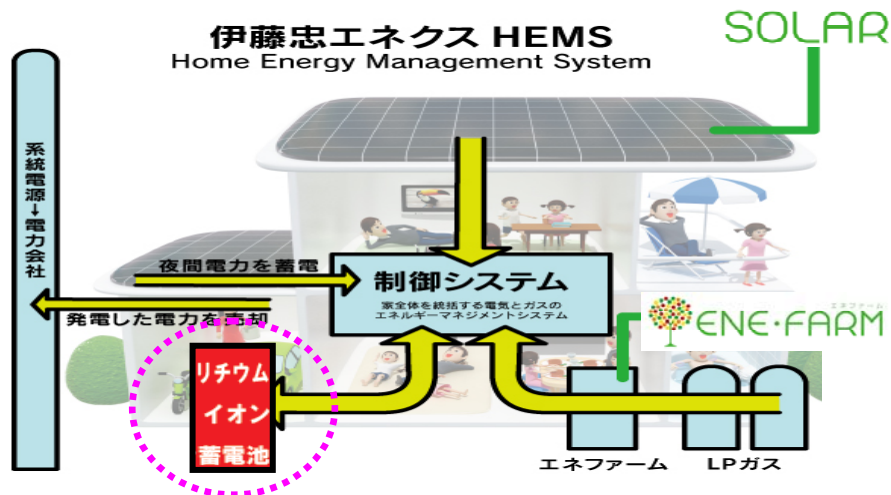 伊藤忠エネクス HEMS
Home Energy Management System
SOLAR
系統電源→電力会社
夜間電力を蓄電
発電した電力を売却
制御システム
家全体を統括する電気とガスの
エネルギーマネジメントシステム
エネファーム
ENE・FARM
リチウム
イオン
蓄電池
エネファーム
LPガス